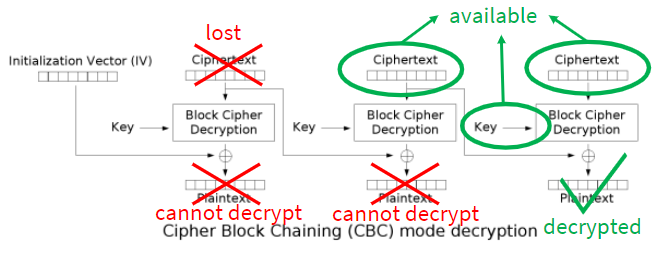 available
lost
Initialization Vector (IV)
Ciphertext
Ciphertext
Ciphertext
Key
Block Cipher
Decryption
Key
Block Cipher
Decryption
Key
Block Cipher
Decryption
Plaintext
Plaintext
Plaintext
cannot decrypt
cannot decrypt
decrypted
Cipher Block Chaining (CBC) mode decryption